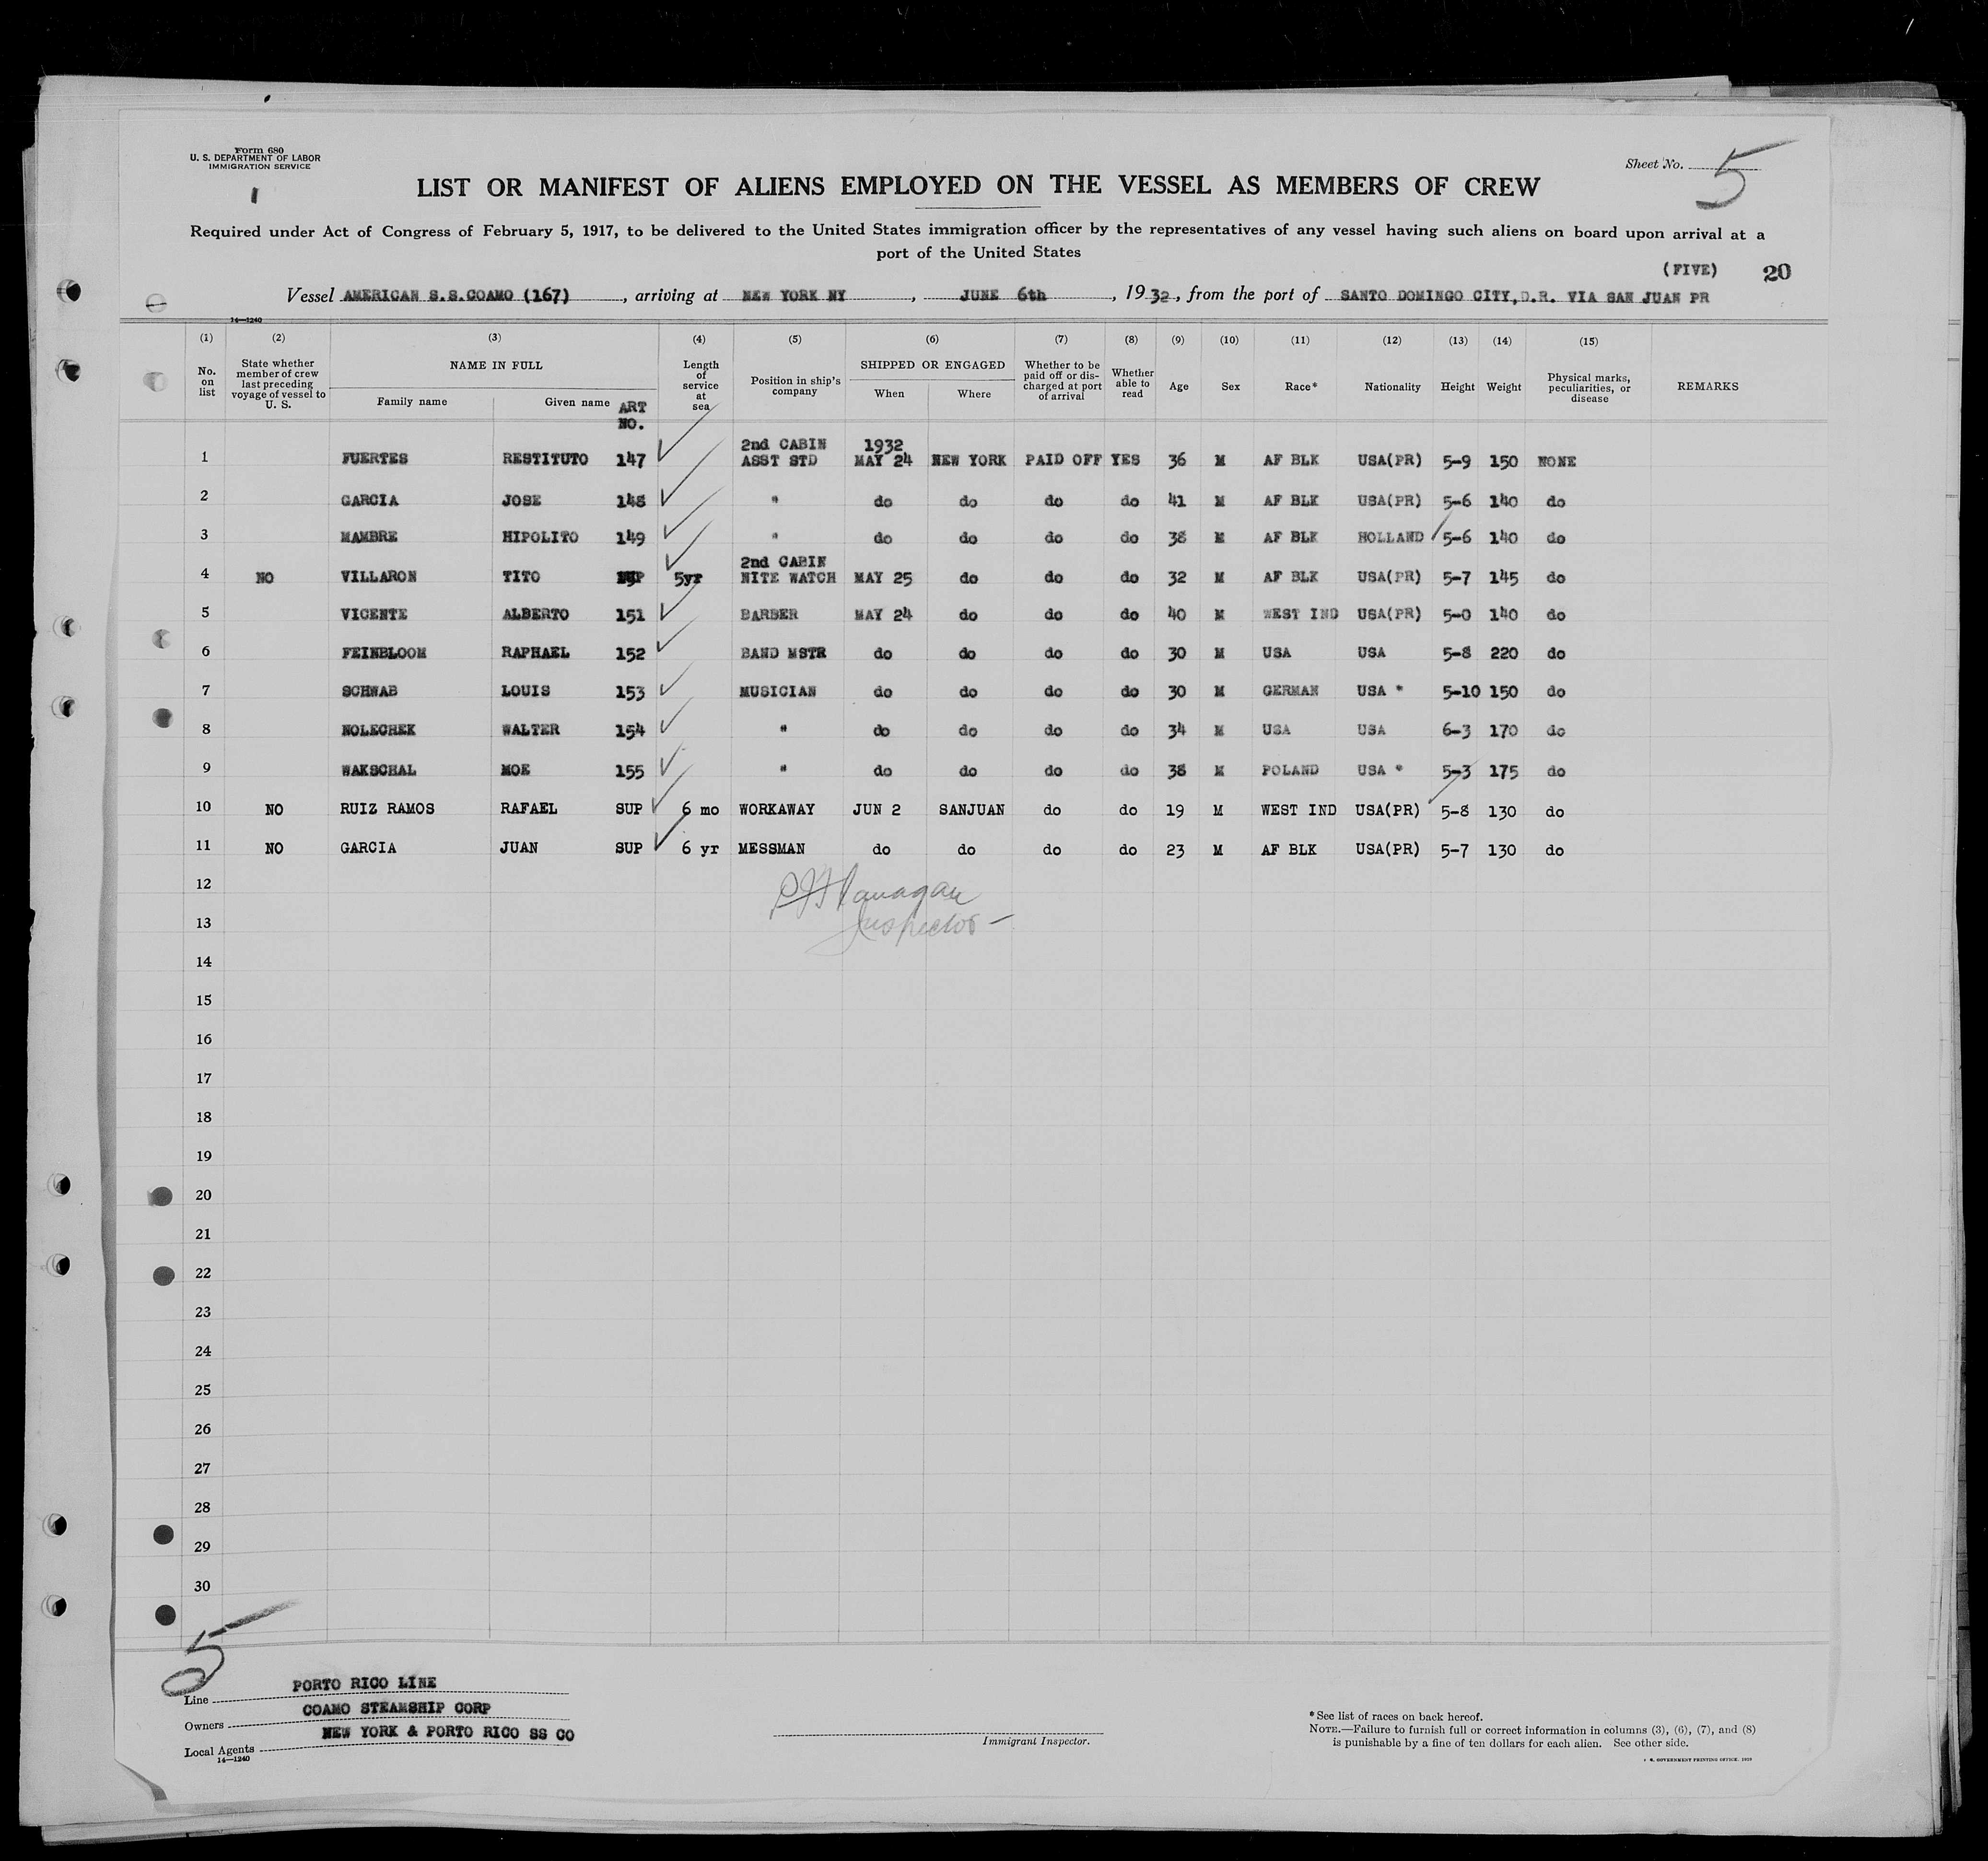 Form 680
U. S. DEPARTMENT OF LABOR
IMMIGRATION SERVICE
Sheet No. 5
LIST OR MANIFEST OF ALIENS EMPLOYED ON THE VESSEL AS MEMBERS OF CREW
Required under Act of Congress of February 5, 1917, to be delivered to the United States immigration officer by the representatives of any vessel having such aliens on board upon arrival at a
port of the United States
(FIVE) 20
Vessel AMERICAN S.S.COAMO (167), arriving at NEW YORK NY, JUNE 6th, 1932, from the port of SANTO DOMINGO CITY,D.R. VIA SAN JUAN PR
14—1240
(1) (2) (3) (4) (5) (6) (7) (8) (9) (10) (11) (12) (13) (14) (15)
No. on list State whether member of crew last preceding voyage of vessel to U. S. NAME IN FULL Family name Given name ART NO. Length of service at sea Position in ship's company SHIPPED OR ENGAGED When Where Whether to be paid off or discharged at port of arrival Whether able to read Age Sex Race* Nationality Height Weight Physical marks, peculiarities, or disease REMARKS
2nd CABIN 1932
1 FUERTES RESTITUTO 147 ASST STD MAY 24 NEW YORK PAID OFF YES 36 M AF BLK USA(PR) 5-9 150 NONE
2 GARCIA JOSE 148 " do do do do 41 M AF BLK USA(PR) 5-6 140 do
3 MAMBRE HIPOLITO 149 " do do do do 38 M AF BLK HOLLAND 5-6 140 do
2nd CABIN
4 NO VILLARON TITO 5yr NITE WATCH MAY 25 do do do 32 M AF BLK USA(PR) 5-7 145 do
5 VICENTE ALBERTO 151 BARBER MAY 24 do do do 40 M WEST IND USA(PR) 5-0 140 do
6 FEINBLOOM RAPHAEL 152 BAND MSTR do do do do 30 M USA USA 5-8 220 do
7 SCHWAB LOUIS 153 MUSICIAN do do do do 30 M GERMAN USA * 5-10 150 do
8 NOLECHEK WALTER 154 " do do do do 34 M USA USA 6-3 170 do
9 WAKSCHAL MOE 155 " do do do do 38 M POLAND USA * 5-3 175 do
10 NO RUIZ RAMOS RAFAEL SUP 6 mo WORKAWAY JUN 2 SANJUAN do do 19 M WEST IND USA(PR) 5-8 130 do
11 NO GARCIA JUAN SUP 6 yr MESSMAN do do do do 23 M AF BLK USA(PR) 5-7 130 do
12 Flanagan
13 Inspector
14
15
16
17
18
19
20
21
22
23
24
25
26
27
28
29
30
5
Line PORTO RICO LINE
Owners COAMO STEAMSHIP CORP
Local Agents NEW YORK & PORTO RICO SS CO
14—1240
Immigrant Inspector.
* See list of races on back hereof.
NOTE.—Failure to furnish full or correct information in columns (3), (6), (7), and (8)
is punishable by a fine of ten dollars for each alien. See other side.
GOVERNMENT PRINTING OFFICE